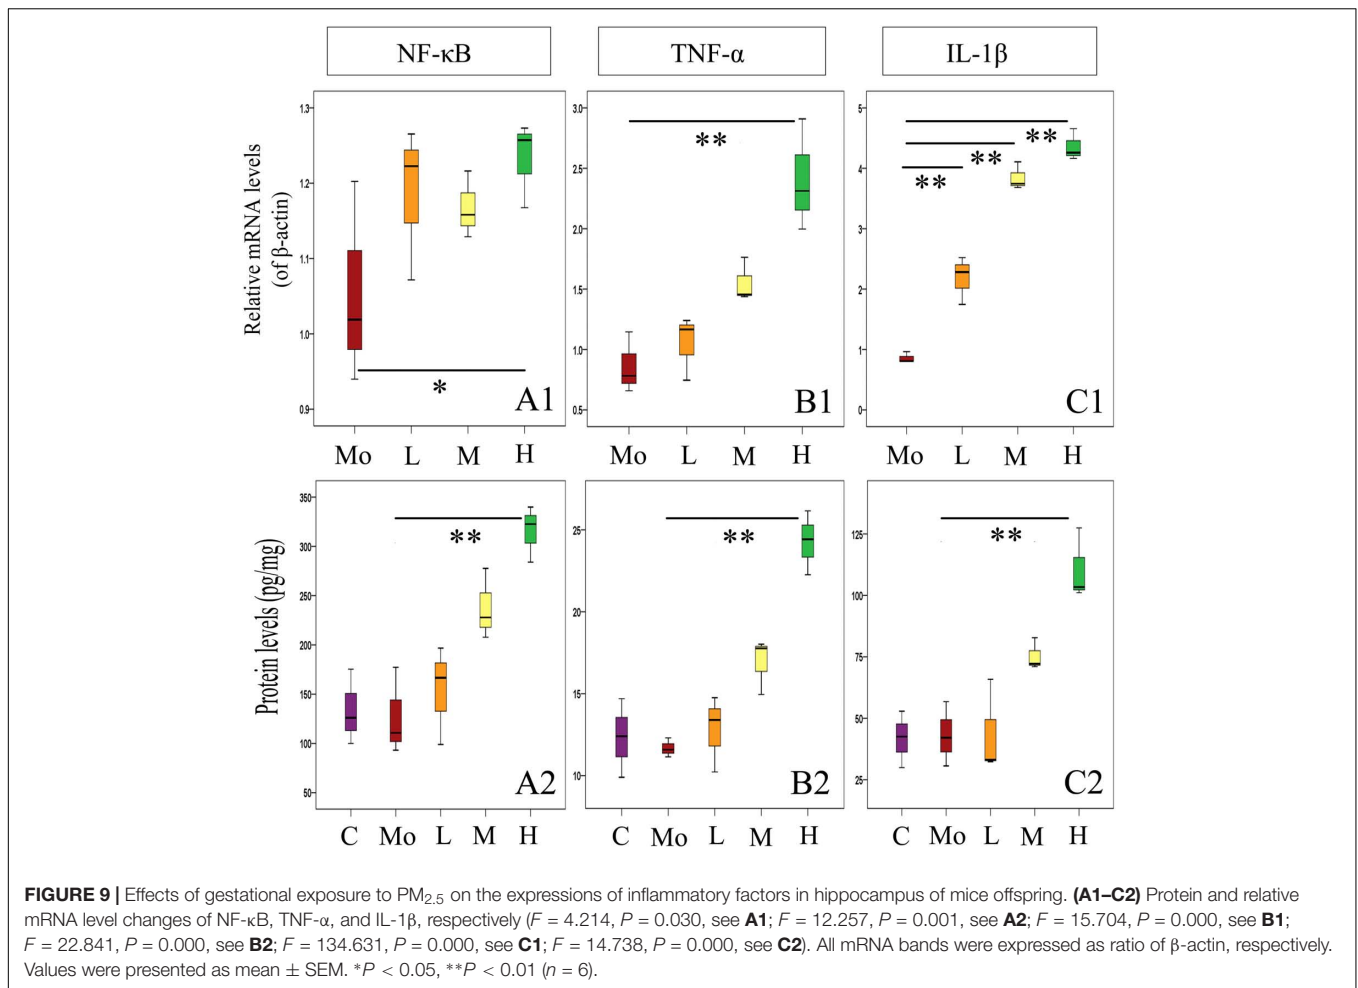 NF-κB TNF-α IL-1β
Relative mRNA levels
(of β-actin)
1.3
1.2
1.1
1.0
0.9
*
A1
Mo L M H
3.0
2.5
2.0
1.5
1.0
0.5
**
B1
Mo L M H
5
4
3
2
1
0
**
**
**
C1
Mo L M H
Protein levels (pg/mg)
350
300
250
200
150
100
50
**
A2
C Mo L M H
25
20
15
10
**
B2
C Mo L M H
125
100
75
50
25
**
C2
C Mo L M H
FIGURE 9 | Effects of gestational exposure to PM2.5 on the expressions of inflammatory factors in hippocampus of mice offspring. (A1–C2) Protein and relative
mRNA level changes of NF-κB, TNF-α, and IL-1β, respectively (F = 4.214, P = 0.030, see A1; F = 12.257, P = 0.001, see A2; F = 15.704, P = 0.000, see B1;
F = 22.841, P = 0.000, see B2; F = 134.631, P = 0.000, see C1; F = 14.738, P = 0.000, see C2). All mRNA bands were expressed as ratio of β-actin, respectively.
Values were presented as mean ± SEM. *P < 0.05, **P < 0.01 (n = 6).